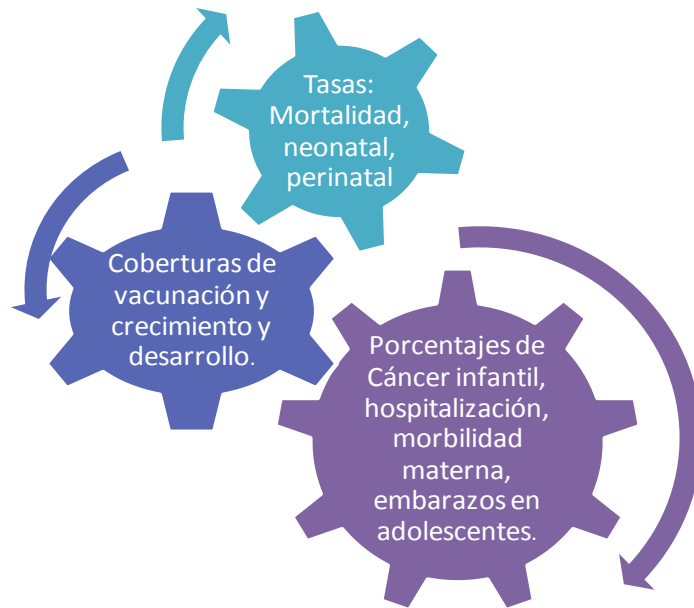 Tasas:
Mortalidad,
neonatal,
perinatal
Coberturas de
vacunación y
crecimiento y
desarrollo.
Porcentajes de
Cáncer infantil,
hospitalización,
morbilidad
materna,
embarazos en
adolescentes.